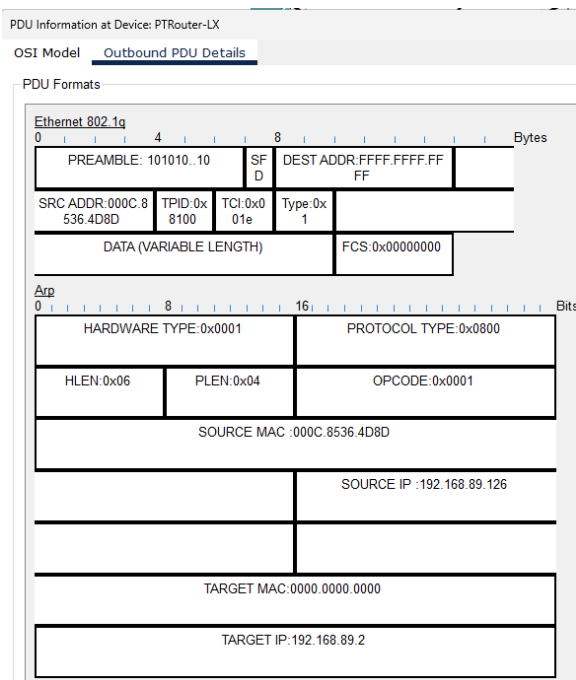 PDU Information at Device: PTRouter-LX
OSI Model Outbound PDU Details
PDU Formats
Ethernet 802.1q
0 4 8 Bytes
PREAMBLE: 101010..10 SF DEST ADDR:FFFF.FFFF.FF
D FF
SRC ADDR:000C.8 TPID:0x TCI:0x0 Type:0x
536.4D8D 8100 01e 1
DATA (VARIABLE LENGTH) FCS:0x00000000
Arp
0 8 16 Bits
HARDWARE TYPE:0x0001 PROTOCOL TYPE:0x0800
HLEN:0x06 PLEN:0x04 OPCODE:0x0001
SOURCE MAC :000C.8536.4D8D
SOURCE IP :192.168.89.126
TARGET MAC:0000.0000.0000
TARGET IP:192.168.89.2